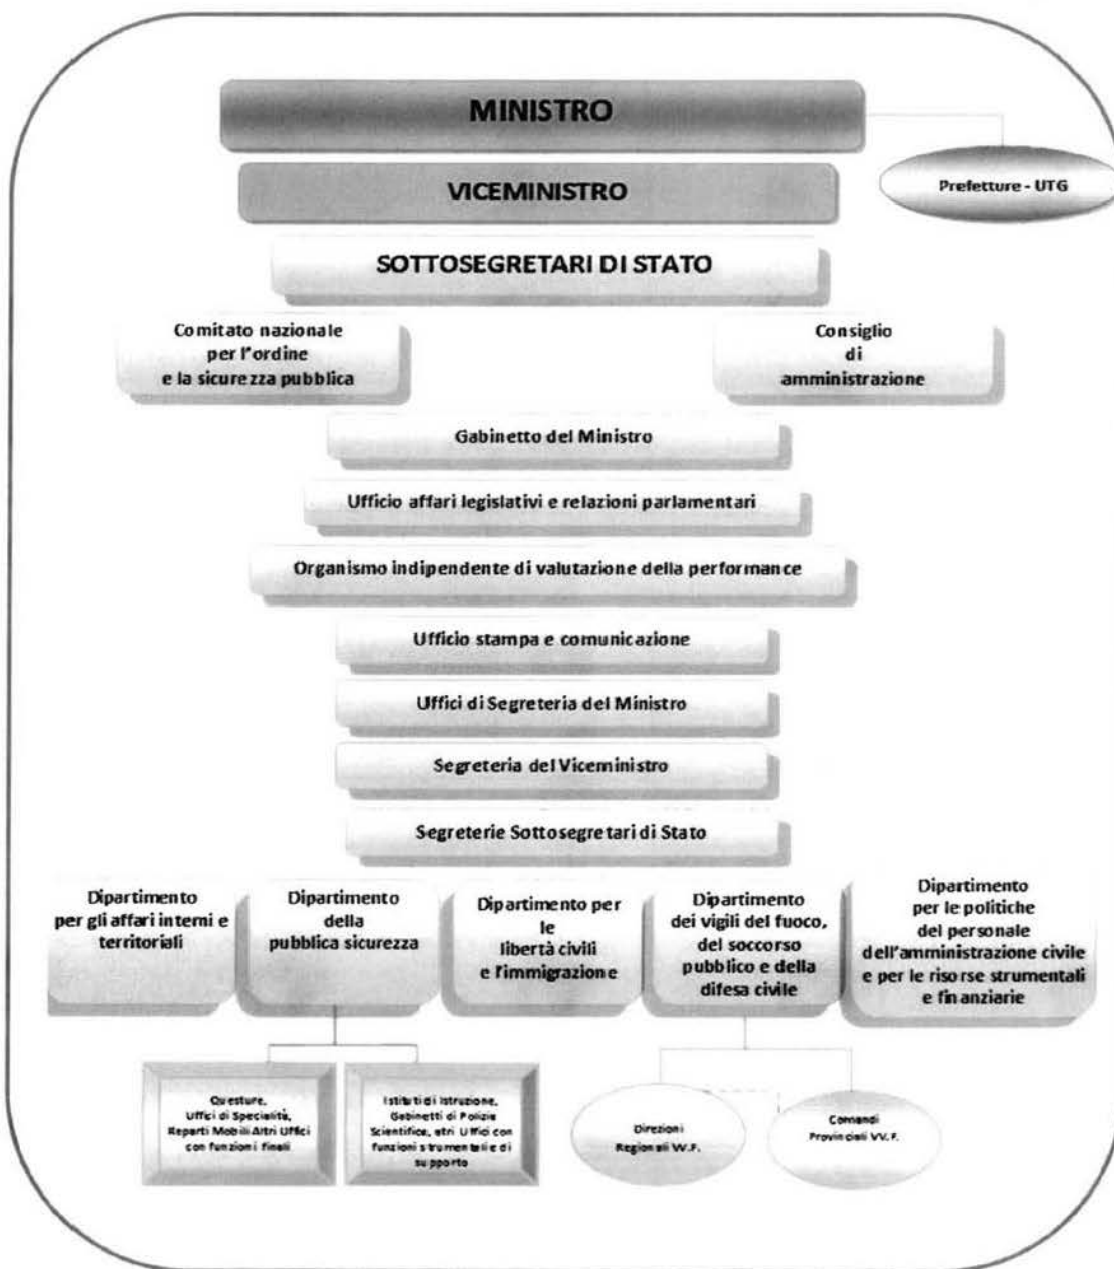 MINISTRO
Prefetture - UTG
VICEMINISTRO
SOTTOSEGRETARI DI STATO
Comitato nazionale
per l'ordine
e la sicurezza pubblica
Consiglio
di
amministrazione
Gabinetto del Ministro
Ufficio affari legislativi e relazioni parlamentari
Organismo indipendente di valutazione della performance
Ufficio stampa e comunicazione
Uffici di Segreteria del Ministro
Segreteria del Viceministro
Segreterie Sottosegretari di Stato
Dipartimento
per gli affari interni e
territoriali
Dipartimento
della
pubblica sicurezza
Dipartimento per
le
libertà civili
e l'immigrazione
Dipartimento
dei vigili del fuoco,
del soccorso
pubblico e della
difesa civile
Dipartimento
per le politiche
del personale
dell'amministrazione civile
e per le risorse strumentali
e finanziarie
Questure,
Uffici di Specialità,
Reparti Mobili Altri Uffici
con funzioni finali
Istituti di Istruzione,
Gabinetti di Polizia
Scientifica, altri Uffici con
funzioni strumentali e di
supporto
Direzioni
Regionali VV.F.
Comandi
Provinciali VV.F.